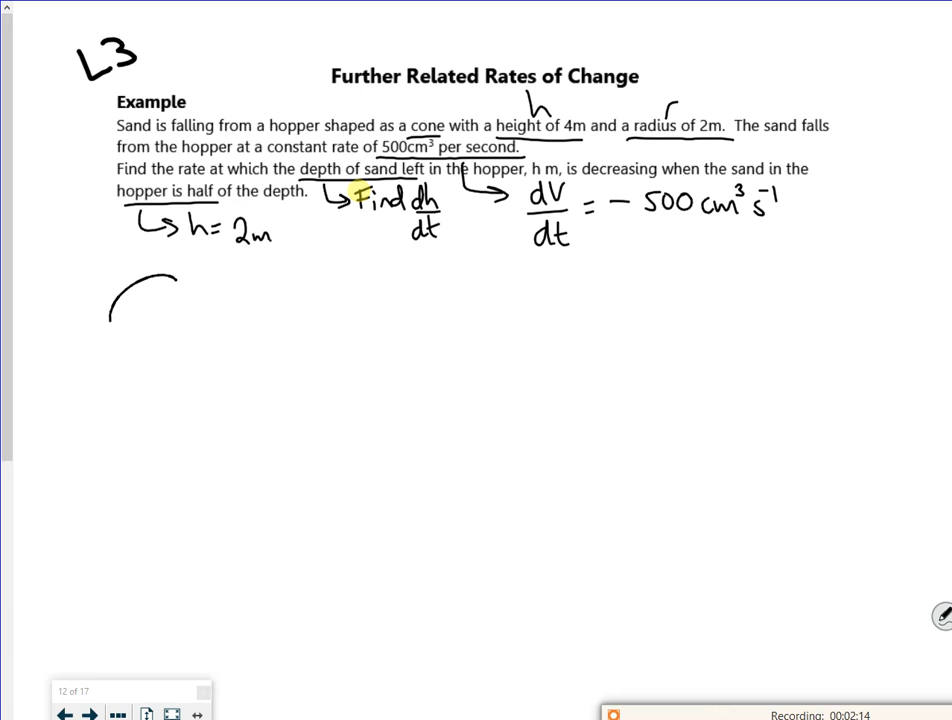 L3
Further Related Rates of Change
Example
h r
Sand is falling from a hopper shaped as a cone with a height of 4m and a radius of 2m. The sand falls
from the hopper at a constant rate of 500cm³ per second.
Find the rate at which the depth of sand left in the hopper, h m, is decreasing when the sand in the
hopper is half of the depth.
↳ Find dh/dt
↳ dV/dt = - 500 cm³ s⁻¹
↳ h = 2m
12 of 17
Recording: 00:02:14